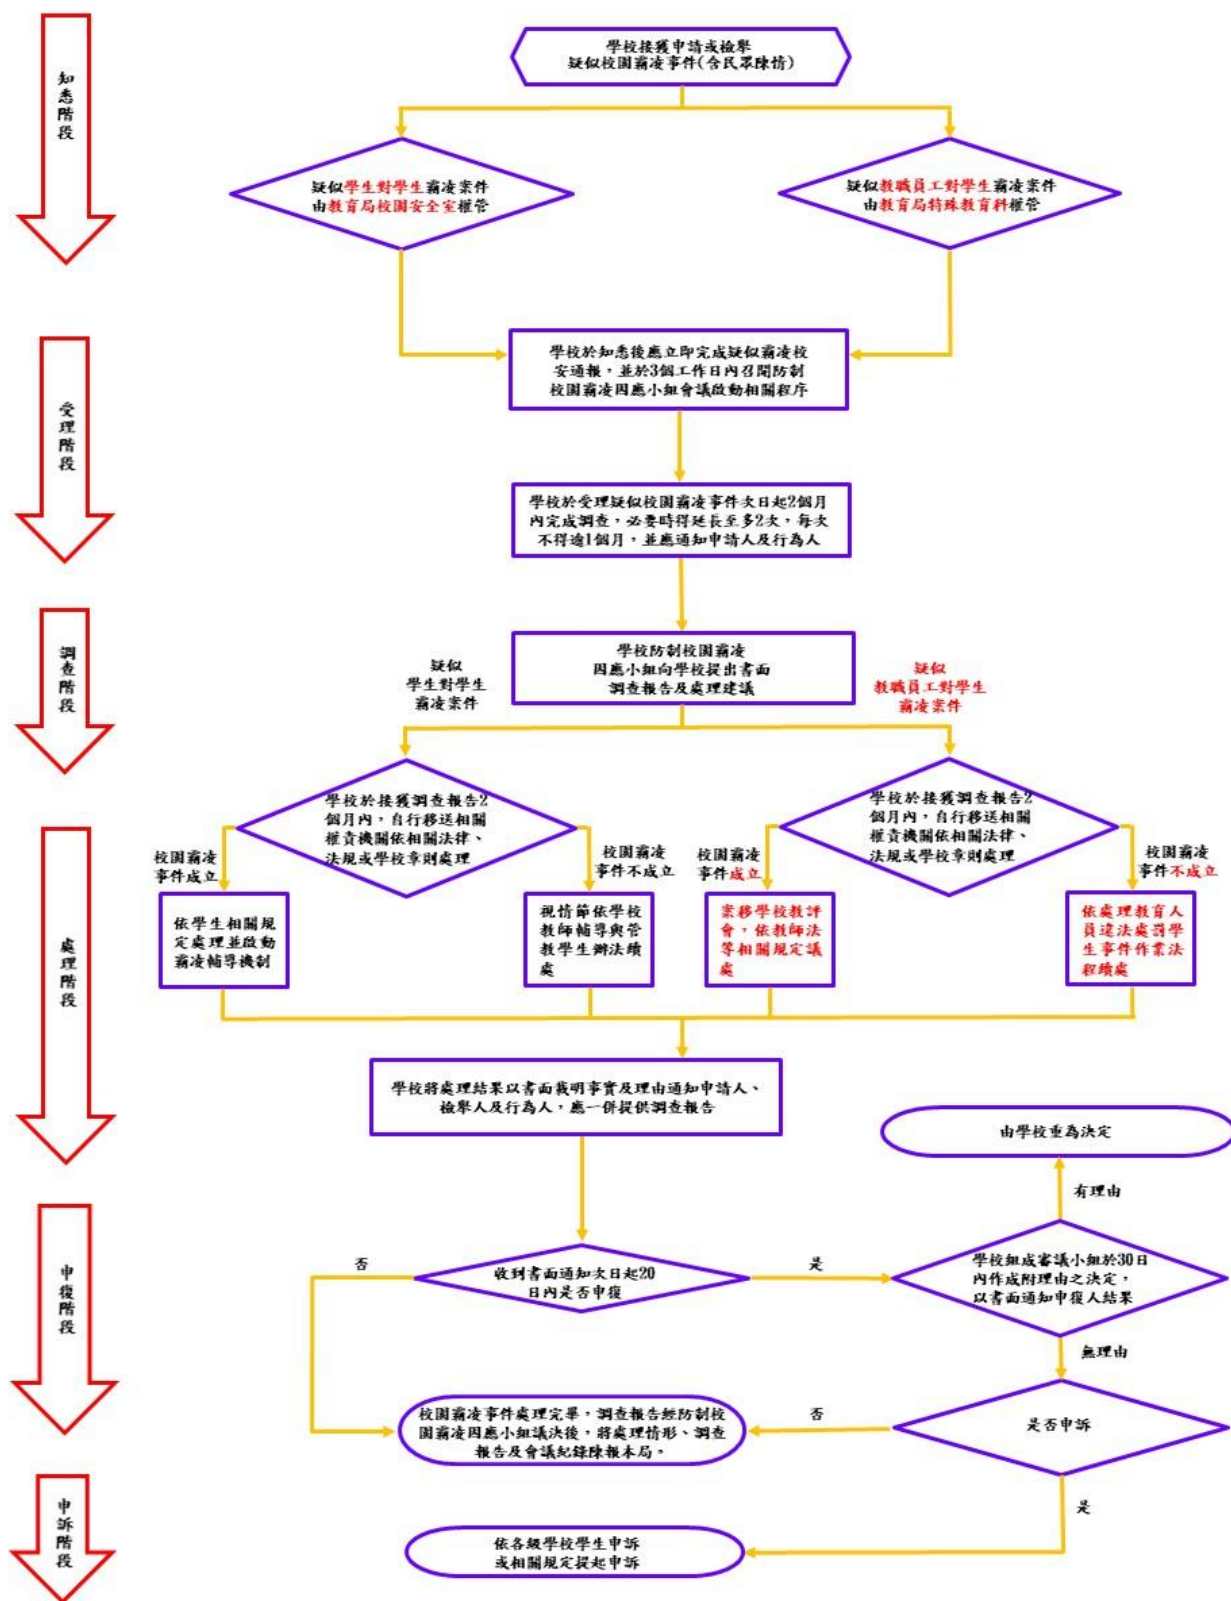 知悉階段
學校接獲申請或檢舉
疑似校園霸凌事件(含民眾陳情)
疑似學生對學生霸凌案件
由教育局校園安全室權管
疑似教職員工對學生霸凌案件
由教育局特殊教育科權管
受理階段
學校於知悉後應立即完成疑似霸凌校
安通報，並於3個工作日內召開防制
校園霸凌因應小組會議啟動相關程序
學校於受理疑似校園霸凌事件次日起2個月
內完成調查，必要時得延長至多2次，每次
不得逾1個月，並應通知申請人及行為人
調查階段
學校防制校園霸凌
因應小組向學校提出書面
調查報告及處理建議
疑似
學生對學生
霸凌案件
疑似
教職員工對學生
霸凌案件
處理階段
學校於接獲調查報告2
個月內，自行移送相關
權責機關依相關法律、
法規或學校章則處理
學校於接獲調查報告2
個月內，自行移送相關
權責機關依相關法律、
法規或學校章則處理
校園霸凌
事件成立
校園霸凌
事件不成立
校園霸凌
事件成立
校園霸凌
事件不成立
依學生相關規
定處理並啟動
霸凌輔導機制
視情節依學校
教師輔導與管
教學生辦法續
處
案移學校教評
會，依教師法
等相關規定議
處
依處理教育人
員違法處罰學
生事件作業法
程續處
學校將處理結果以書面裁明事實及理由通知申請人、
檢舉人及行為人，應一併提供調查報告
由學校重為決定
有理由
申復階段
否
收到書面通知次日起20
日內是否申復
是
學校組成審議小組於30日
內作成附理由之決定，
以書面通知申復人結果
無理由
校園霸凌事件處理完畢，調查報告經防制校
園霸凌因應小組議決後，將處理情形、調查
報告及會議紀錄陳報本局。
否
是否申訴
是
申訴階段
依各級學校學生申訴
或相關規定提起申訴